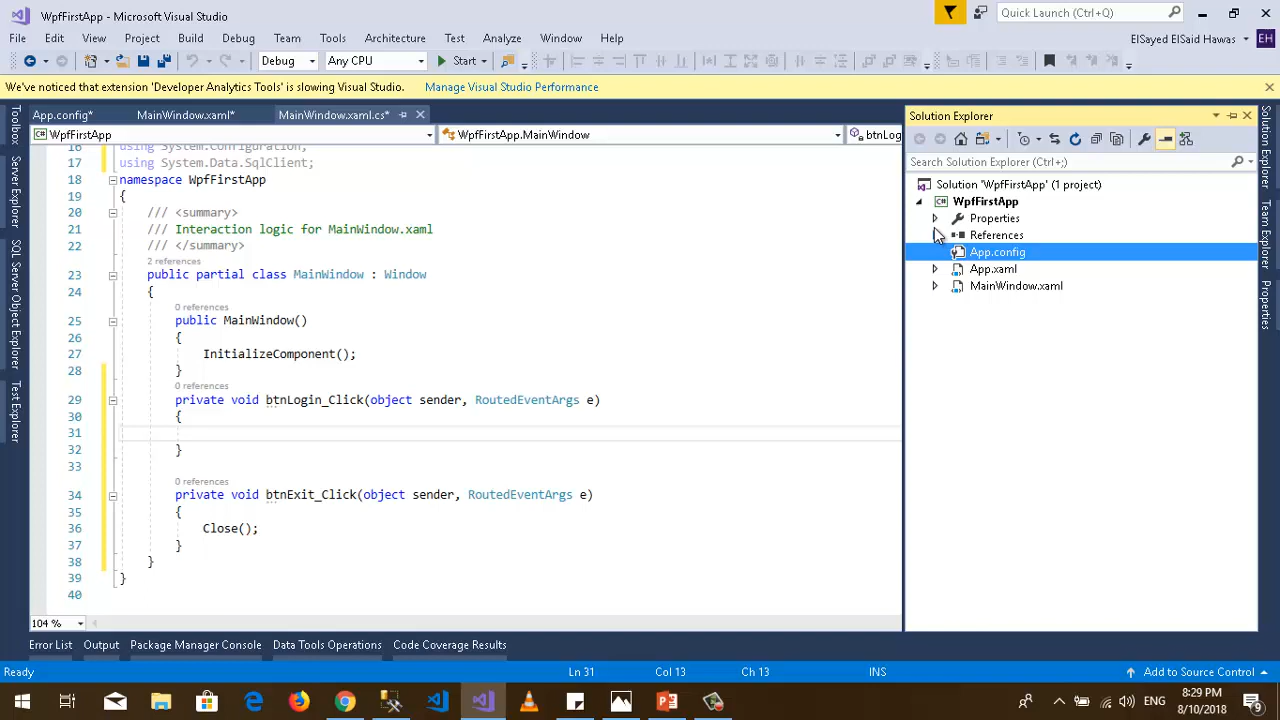 WpfFirstApp - Microsoft Visual Studio
Quick Launch (Ctrl+Q)
File Edit View Project Build Debug Team Tools Architecture Test Analyze Window Help
ElSayed ElSaid Hawas EH
Debug Any CPU Start
We've noticed that extension 'Developer Analytics Tools' is slowing Visual Studio. Manage Visual Studio Performance
App.config* MainWindow.xaml* MainWindow.xaml.cs*
WpfFirstApp WpfFirstApp.MainWindow btnLog
Toolbox
Server Explorer
SQL Server Object Explorer
Test Explorer
16 using System.Configuration;
17 using System.Data.SqlClient;
18 namespace WpfFirstApp
19 {
20 /// <summary>
21 /// Interaction logic for MainWindow.xaml
22 /// </summary>
2 references
23 public partial class MainWindow : Window
24 {
0 references
25 public MainWindow()
26 {
27 InitializeComponent();
28 }
0 references
29 private void btnLogin_Click(object sender, RoutedEventArgs e)
30 {
31
32 }
33
0 references
34 private void btnExit_Click(object sender, RoutedEventArgs e)
35 {
36 Close();
37 }
38 }
39 }
40
104 %
Solution Explorer
Search Solution Explorer (Ctrl+;)
Solution 'WpfFirstApp' (1 project)
WpfFirstApp
Properties
References
App.config
App.xaml
MainWindow.xaml
Solution Explorer
Team Explorer
Properties
Error List Output Package Manager Console Data Tools Operations Code Coverage Results
Ready Ln 31 Col 13 Ch 13 INS Add to Source Control
ENG 8:29 PM
8/10/2018 9